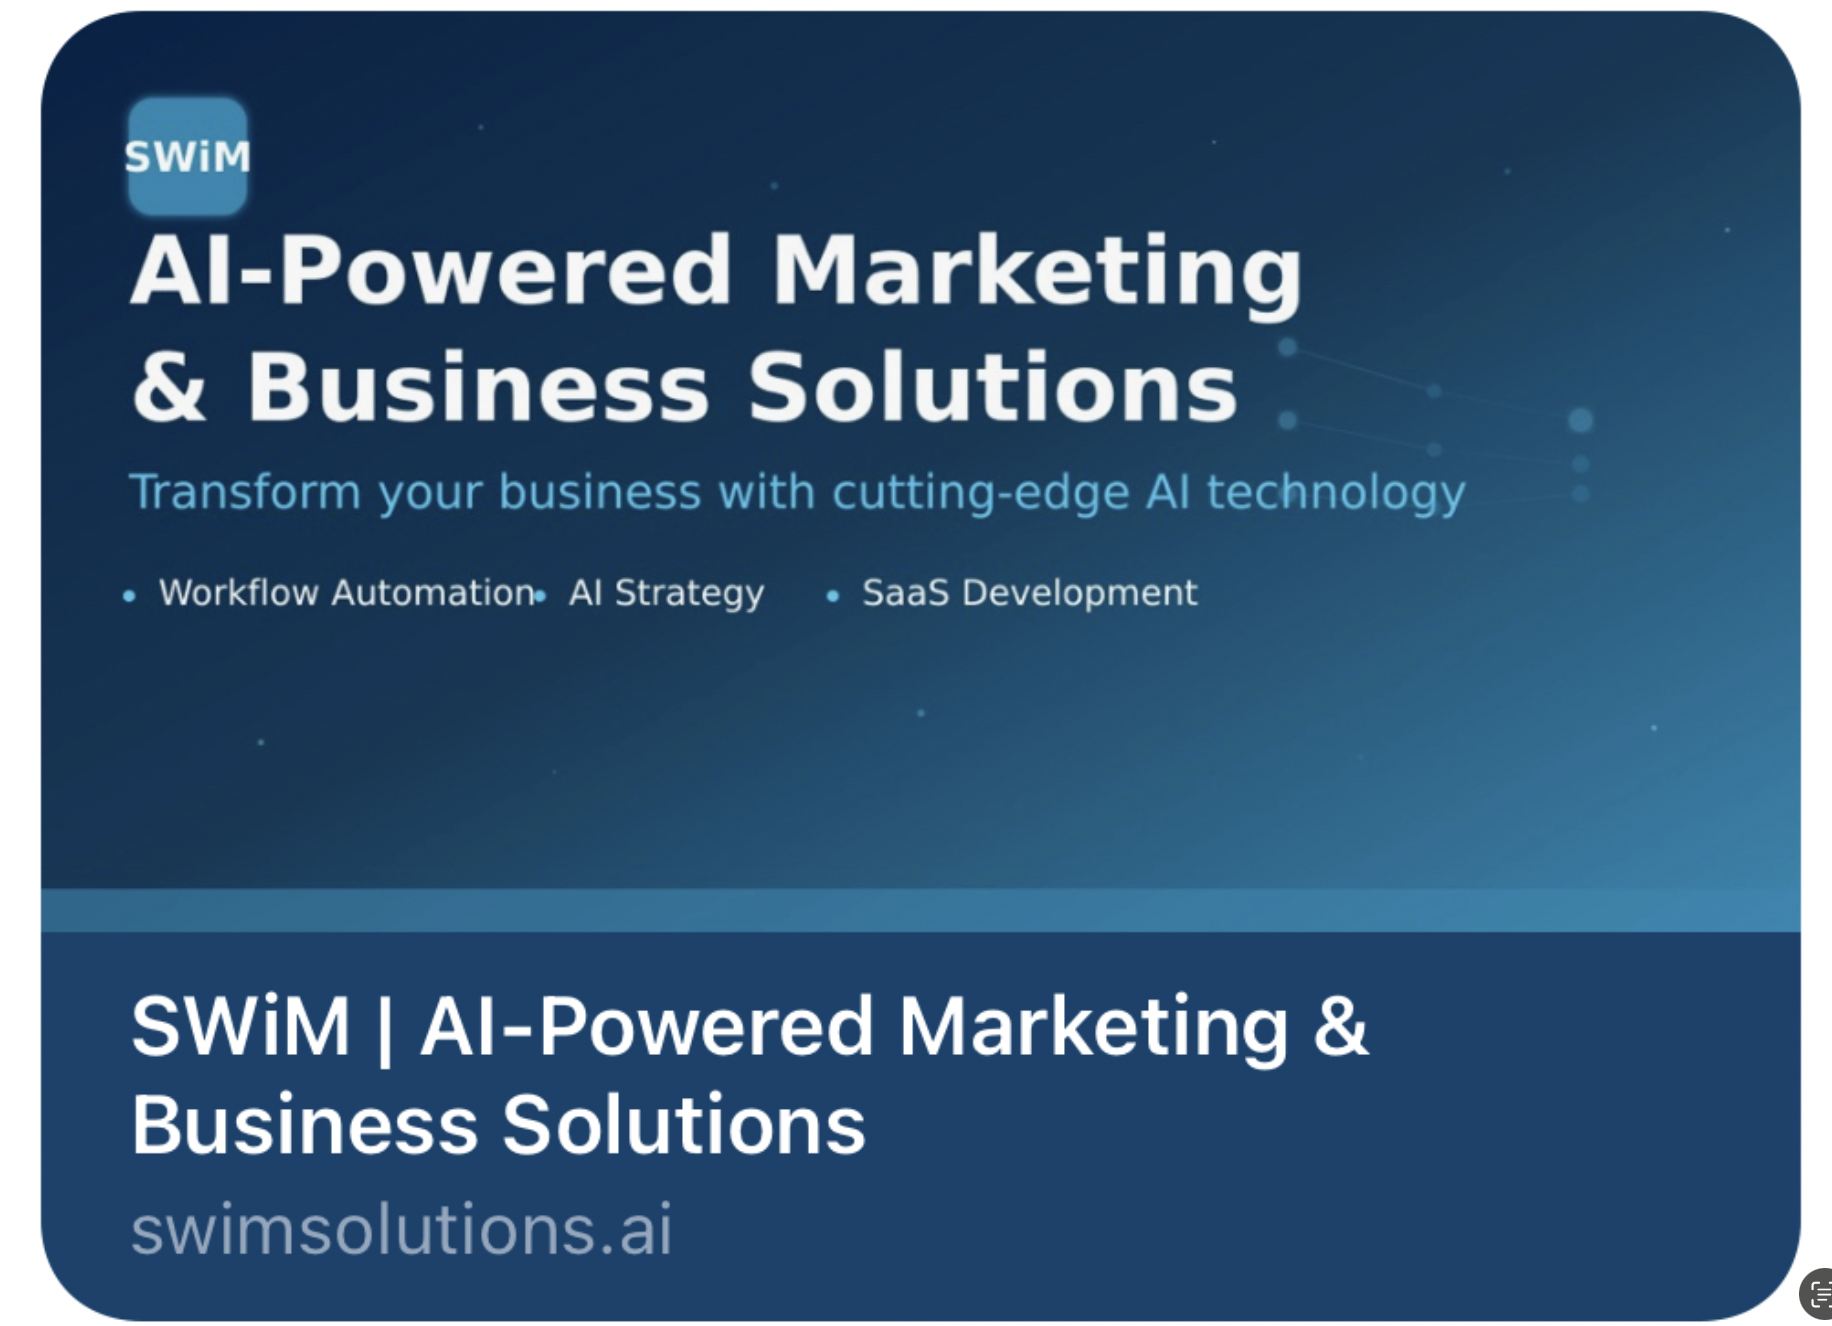 SWiM
AI-Powered Marketing
& Business Solutions
Transform your business with cutting-edge AI technology
• Workflow Automation • AI Strategy • SaaS Development
SWiM | AI-Powered Marketing &
Business Solutions
swimsolutions.ai